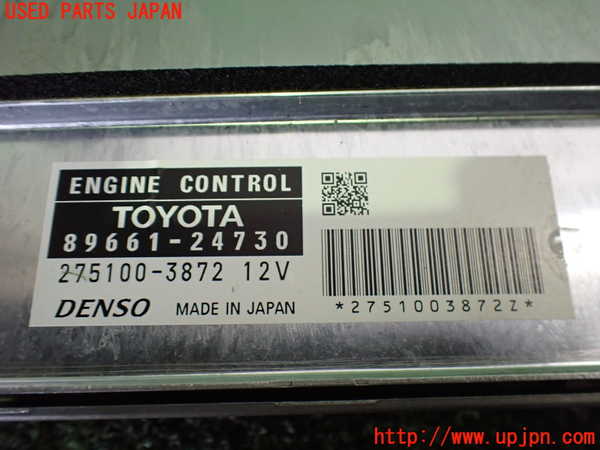 USED PARTS JAPAN
ENGINE CONTROL
TOYOTA
89661-24730
275100-3872 12V
DENSO MADE IN JAPAN
*2751003872Z*
http://www.upjpn.com